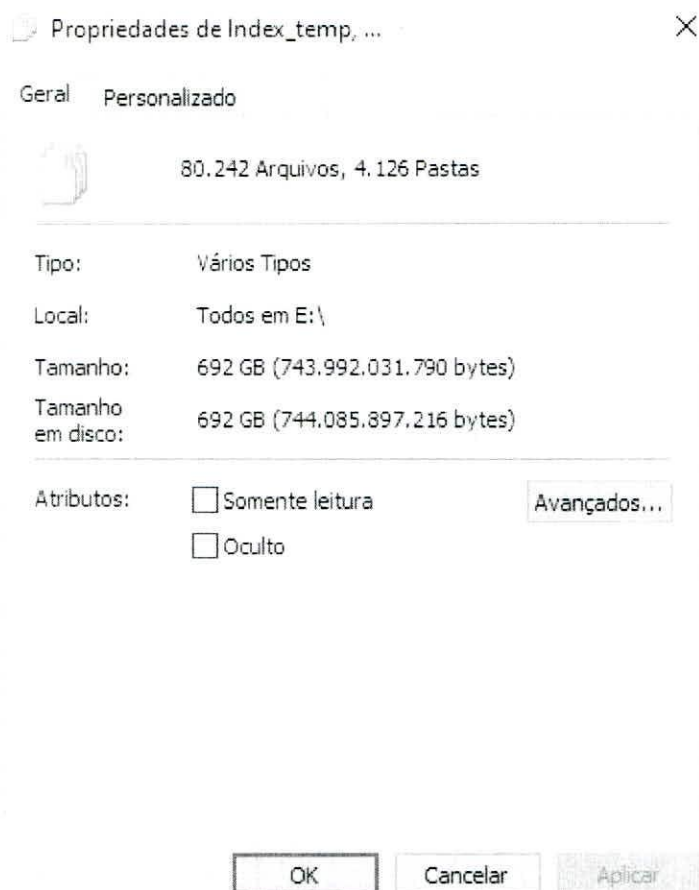 Propriedades de Index_temp, ...
Geral Personalizado
80.242 Arquivos, 4.126 Pastas
Tipo: Vários Tipos
Local: Todos em E:\
Tamanho: 692 GB (743.992.031.790 bytes)
Tamanho em disco: 692 GB (744.085.897.216 bytes)
Atributos: Somente leitura Avançados...
Oculto
OK Cancelar Aplicar